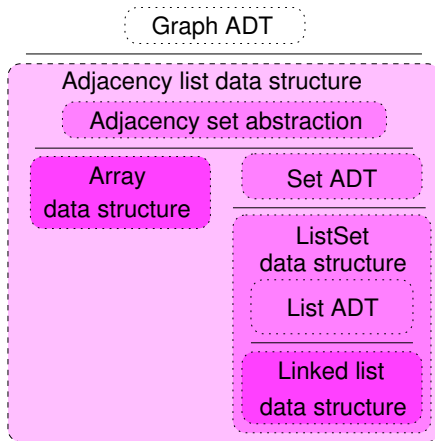 Graph ADT
Adjacency list data structure
Adjacency set abstraction
Array
data structure
Set ADT
ListSet
data structure
List ADT
Linked list
data structure